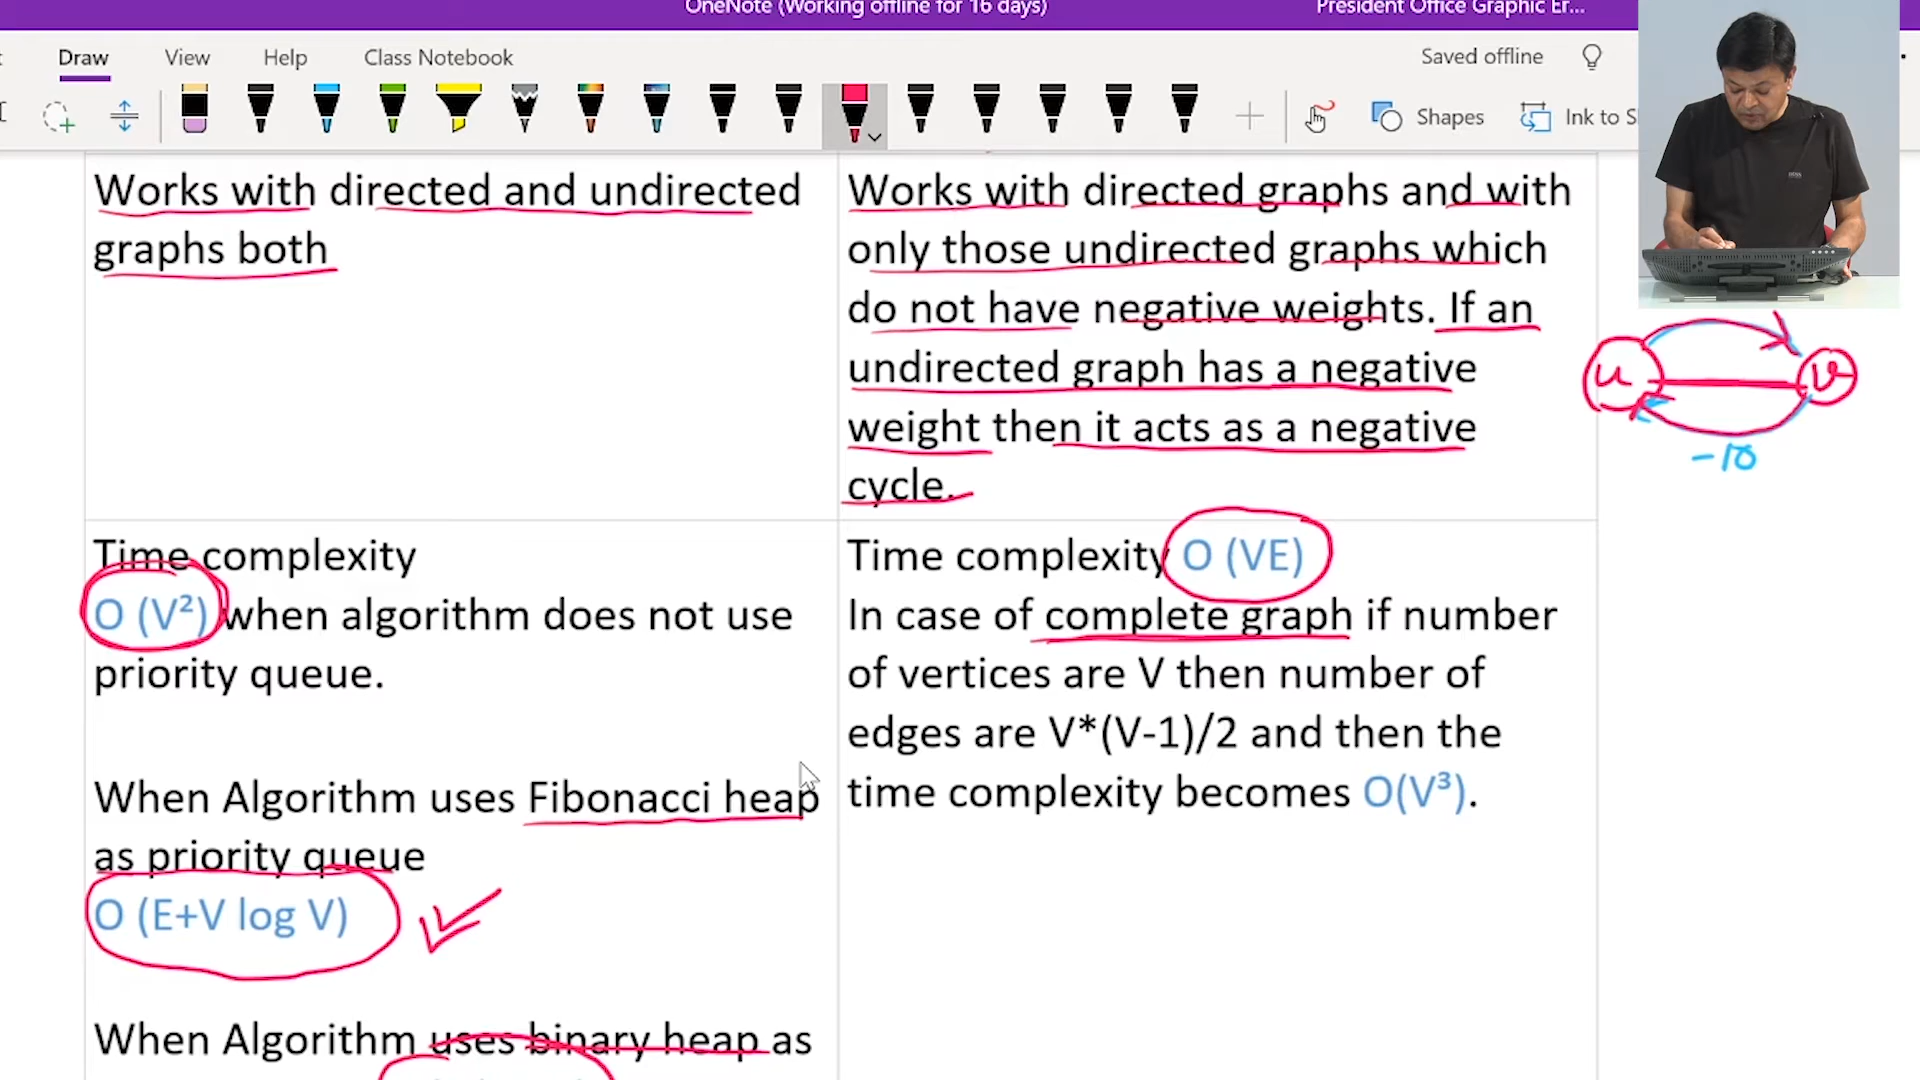 OneNote (Working offline for 16 days)
President Office Graphic Er...
Draw
View
Help
Class Notebook
Saved offline
Shapes
Ink to S
Works with directed and undirected
graphs both
Works with directed graphs and with
only those undirected graphs which
do not have negative weights. If an
undirected graph has a negative
weight then it acts as a negative
cycle.
u
v
-10
Time complexity
O (V²) when algorithm does not use
priority queue.
When Algorithm uses Fibonacci heap
as priority queue
O (E+V log V)
When Algorithm uses binary heap as
Time complexity O (VE)
In case of complete graph if number
of vertices are V then number of
edges are V*(V-1)/2 and then the
time complexity becomes O(V³).